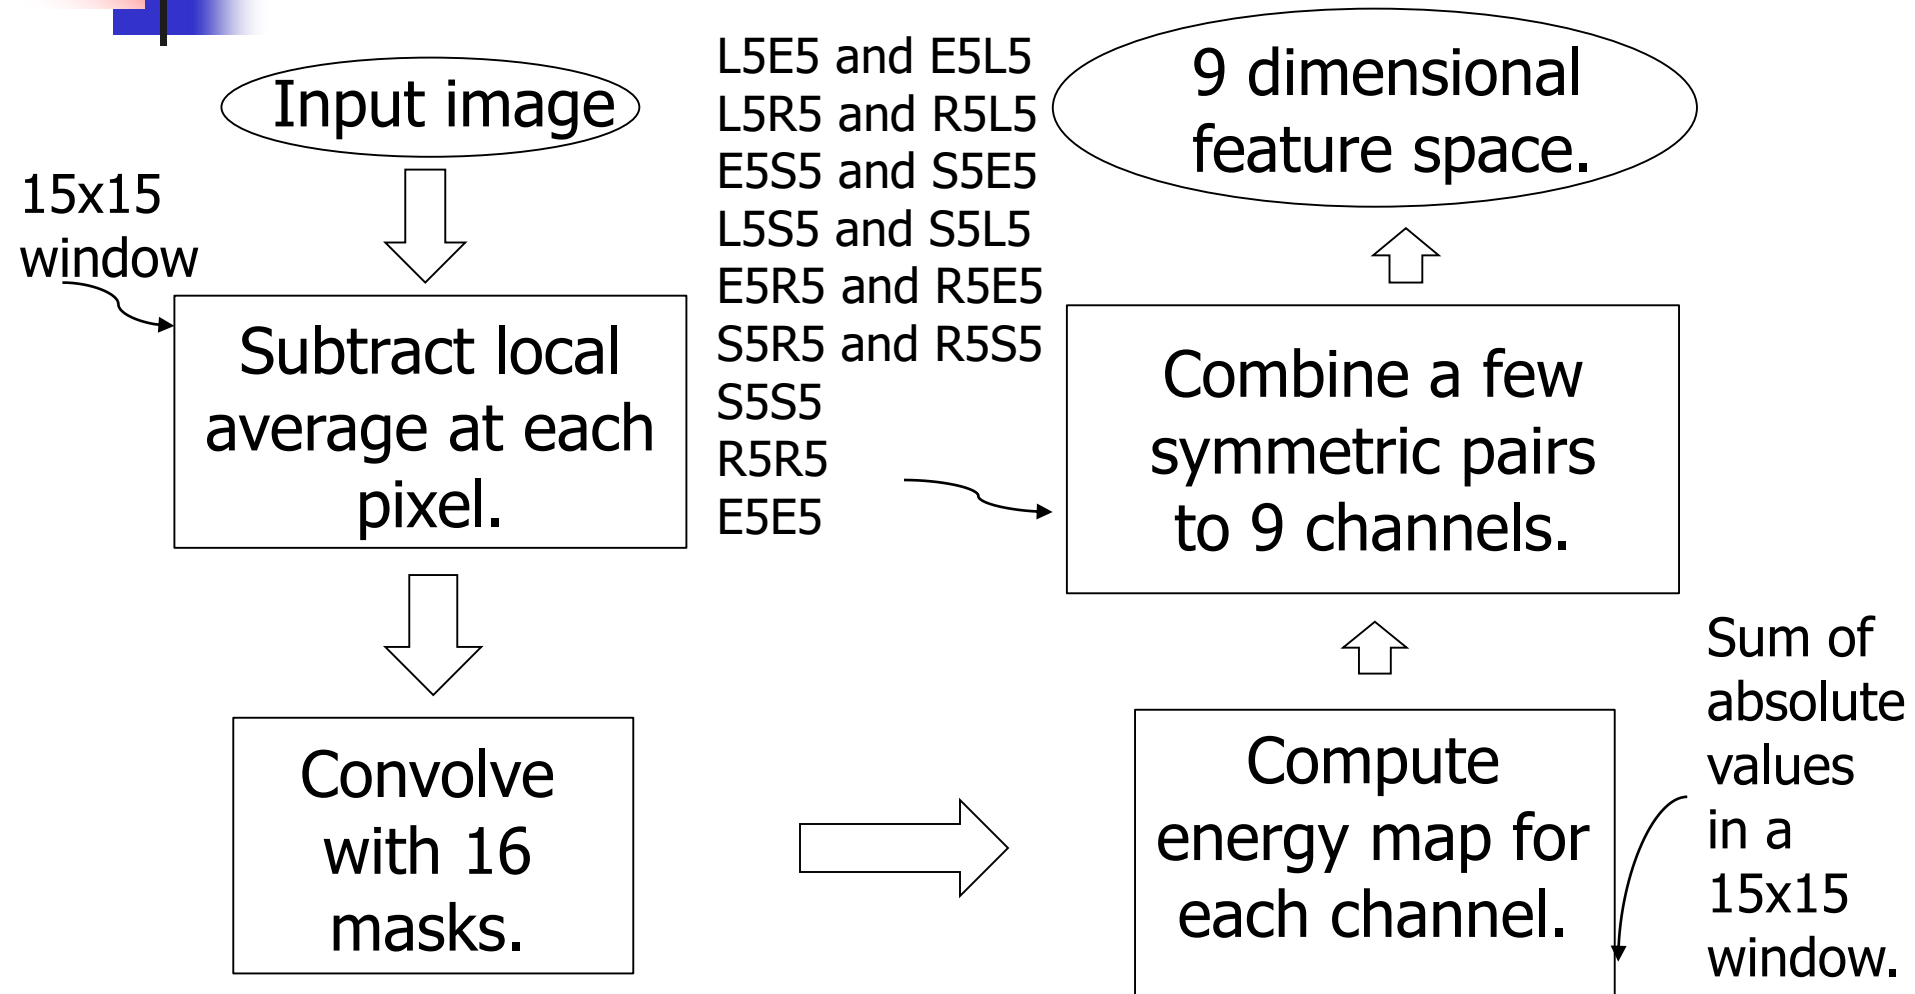 Input image
15x15
window
Subtract local
average at each
pixel.
Convolve
with 16
masks.
L5E5 and E5L5
L5R5 and R5L5
E5S5 and S5E5
L5S5 and S5L5
E5R5 and R5E5
S5R5 and R5S5
S5S5
R5R5
E5E5
9 dimensional
feature space.
Combine a few
symmetric pairs
to 9 channels.
Compute
energy map for
each channel.
Sum of
absolute
values
in a
15x15
window.